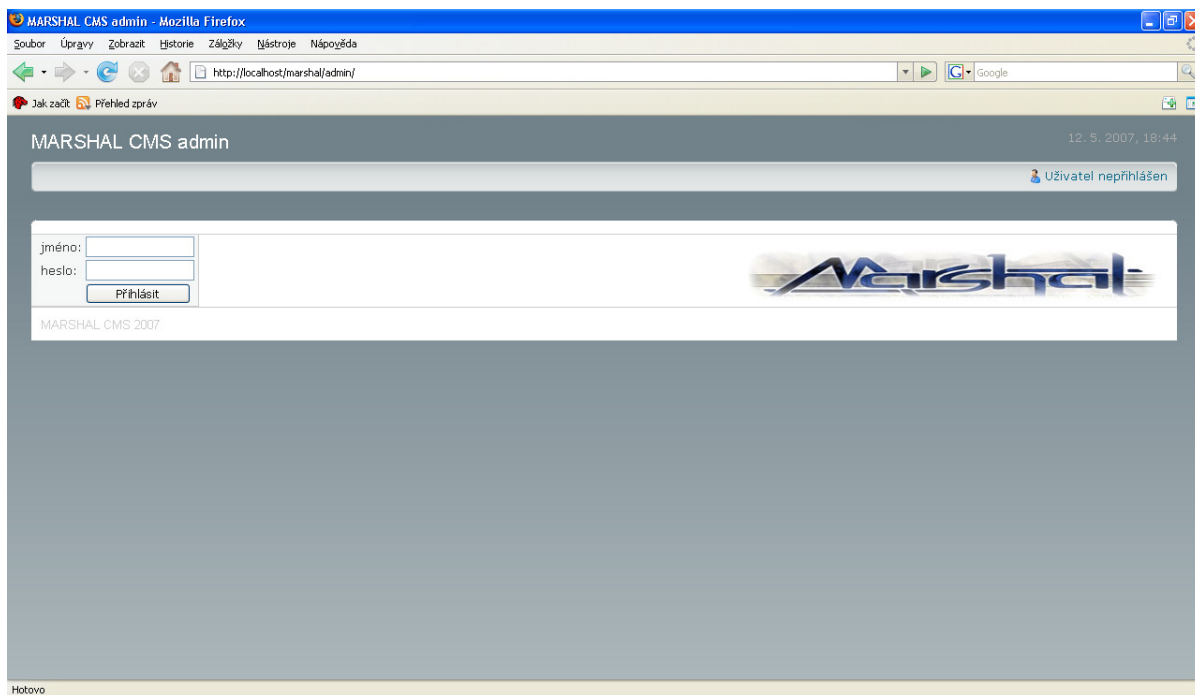 MARSHAL CMS admin - Mozilla Firefox
Soubor Úpravy Zobrazit Historie Záložky Nástroje Nápověda
http://localhost/marshal/admin/
G Google
Jak začít Přehled zpráv
MARSHAL CMS admin
12. 5. 2007, 18:44
Uživatel nepřihlášen
jméno:
heslo:
Přihlásit
Marshal
MARSHAL CMS 2007
Hotovo